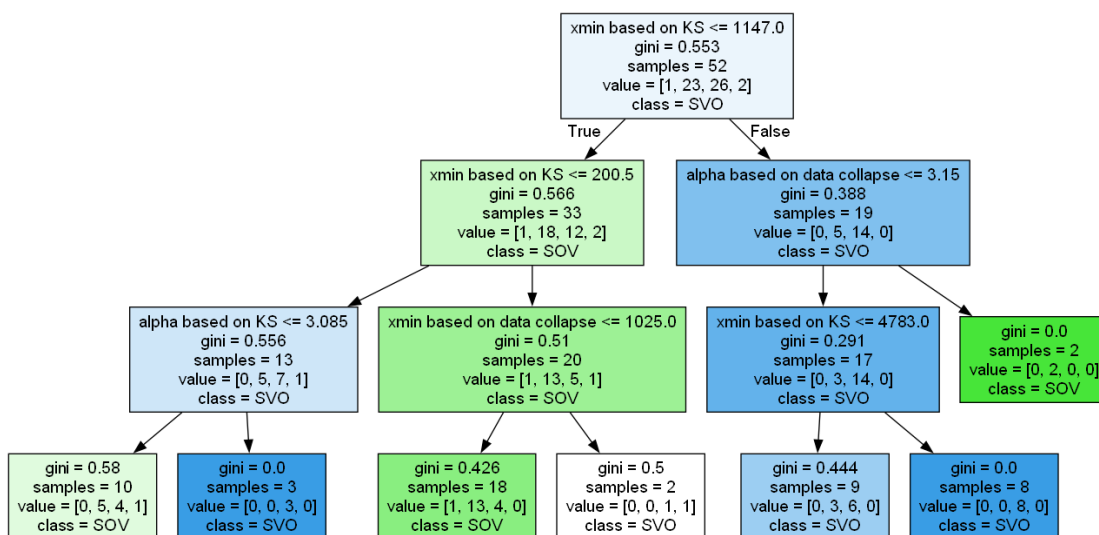 xmin based on KS <= 1147.0
gini = 0.553
samples = 52
value = [1, 23, 26, 2]
class = SVO
True
False
xmin based on KS <= 200.5
gini = 0.566
samples = 33
value = [1, 18, 12, 2]
class = SOV
alpha based on data collapse <= 3.15
gini = 0.388
samples = 19
value = [0, 5, 14, 0]
class = SVO
alpha based on KS <= 3.085
gini = 0.556
samples = 13
value = [0, 5, 7, 1]
class = SVO
xmin based on data collapse <= 1025.0
gini = 0.51
samples = 20
value = [1, 13, 5, 1]
class = SOV
xmin based on KS <= 4783.0
gini = 0.291
samples = 17
value = [0, 3, 14, 0]
class = SVO
gini = 0.0
samples = 2
value = [0, 2, 0, 0]
class = SOV
gini = 0.58
samples = 10
value = [0, 5, 4, 1]
class = SOV
gini = 0.0
samples = 3
value = [0, 0, 3, 0]
class = SVO
gini = 0.426
samples = 18
value = [1, 13, 4, 0]
class = SOV
gini = 0.5
samples = 2
value = [0, 0, 1, 1]
class = SVO
gini = 0.444
samples = 9
value = [0, 3, 6, 0]
class = SVO
gini = 0.0
samples = 8
value = [0, 0, 8, 0]
class = SVO